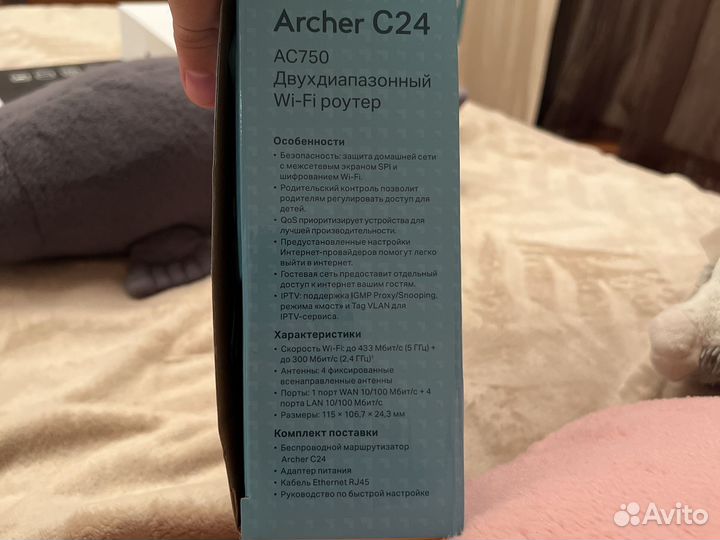 Archer C24
AC750
Двухдиапазонный
Wi-Fi роутер
Особенности
• Безопасность: защита домашней сети
с межсетевым экраном SPI и
шифрованием Wi-Fi.
• Родительский контроль позволит
родителям регулировать доступ для
детей.
• QoS приоритизирует устройства для
лучшей производительности.
• Предустановленные настройки
Интернет-провайдеров помогут легко
выйти в интернет.
• Гостевая сеть предоставит отдельный
доступ к интернет вашим гостям.
• IPTV: поддержка IGMP Proxy/Snooping,
режима «мост» и Tag VLAN для
IPTV-сервиса.
Характеристики
• Скорость Wi-Fi: до 433 Мбит/с (5 ГГц) +
до 300 Мбит/с (2,4 ГГц)¹
• Антенны: 4 фиксированные
всенаправленные антенны
• Порты: 1 порт WAN 10/100 Мбит/с + 4
порта LAN 10/100 Мбит/с
• Размеры: 115 × 106,7 × 24,3 мм
Комплект поставки
• Беспроводной маршрутизатор
Archer C24
• Адаптер питания
• Кабель Ethernet RJ45
• Руководство по быстрой настройке
Avito